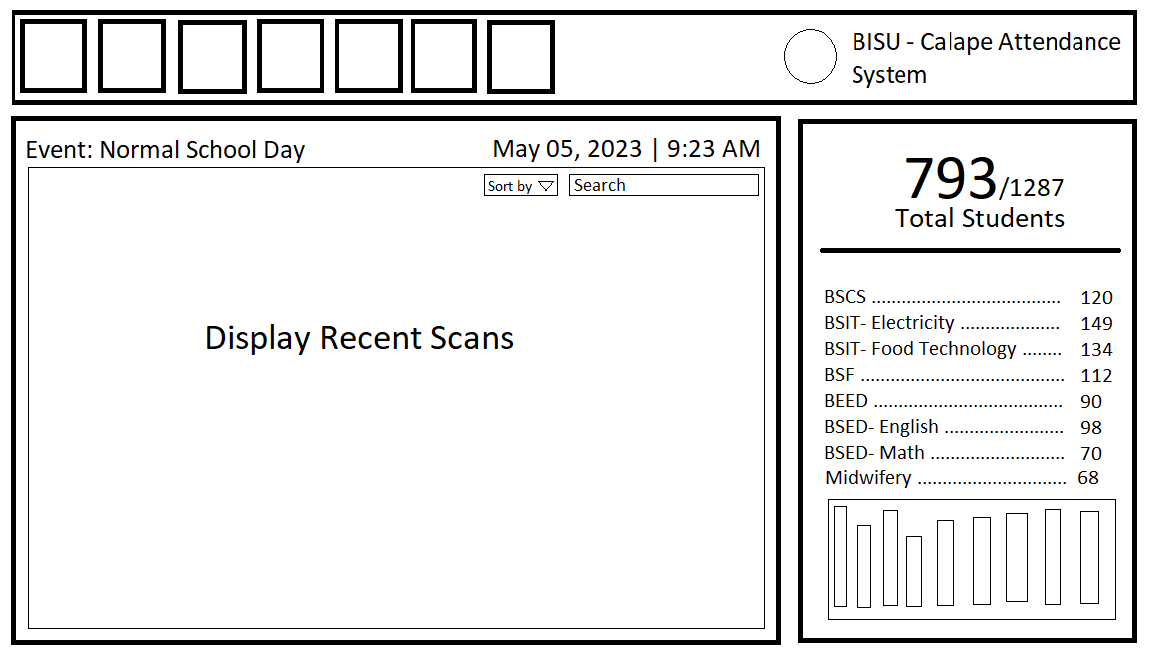 BISU - Calape Attendance
System
Event: Normal School Day
May 05, 2023 | 9:23 AM
Sort by
Search
Display Recent Scans
793/1287
Total Students
BSCS ...................................... 120
BSIT- Electricity .................... 149
BSIT- Food Technology ........ 134
BSF ......................................... 112
BEED ...................................... 90
BSED- English ........................ 98
BSED- Math ........................... 70
Midwifery .............................. 68